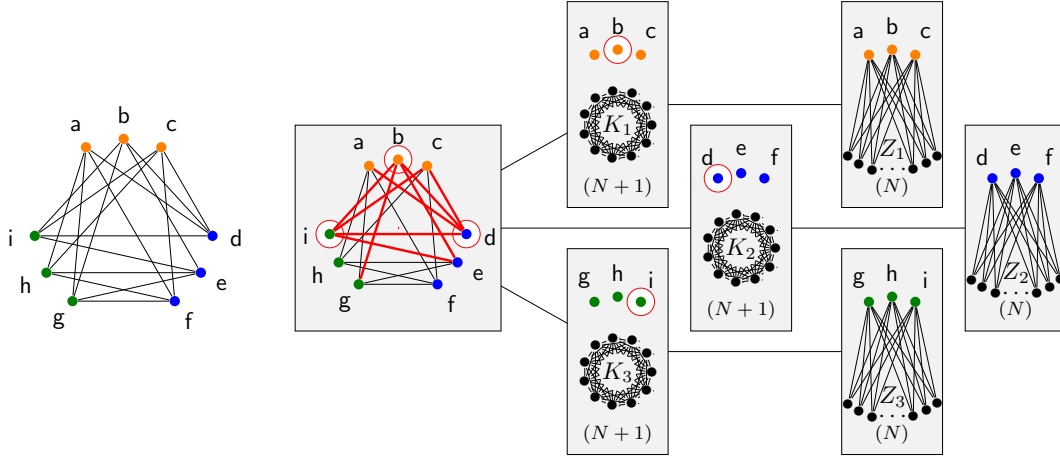 a b c
i d
h e
g f
a b c
i d
h e
g f
a b c
K₁
(N + 1)
d e f
K₂
(N + 1)
g h i
K₃
(N + 1)
a b c
Z₁
· · ·
(N)
d e f
Z₂
· · ·
(N)
g h i
Z₃
· · ·
(N)